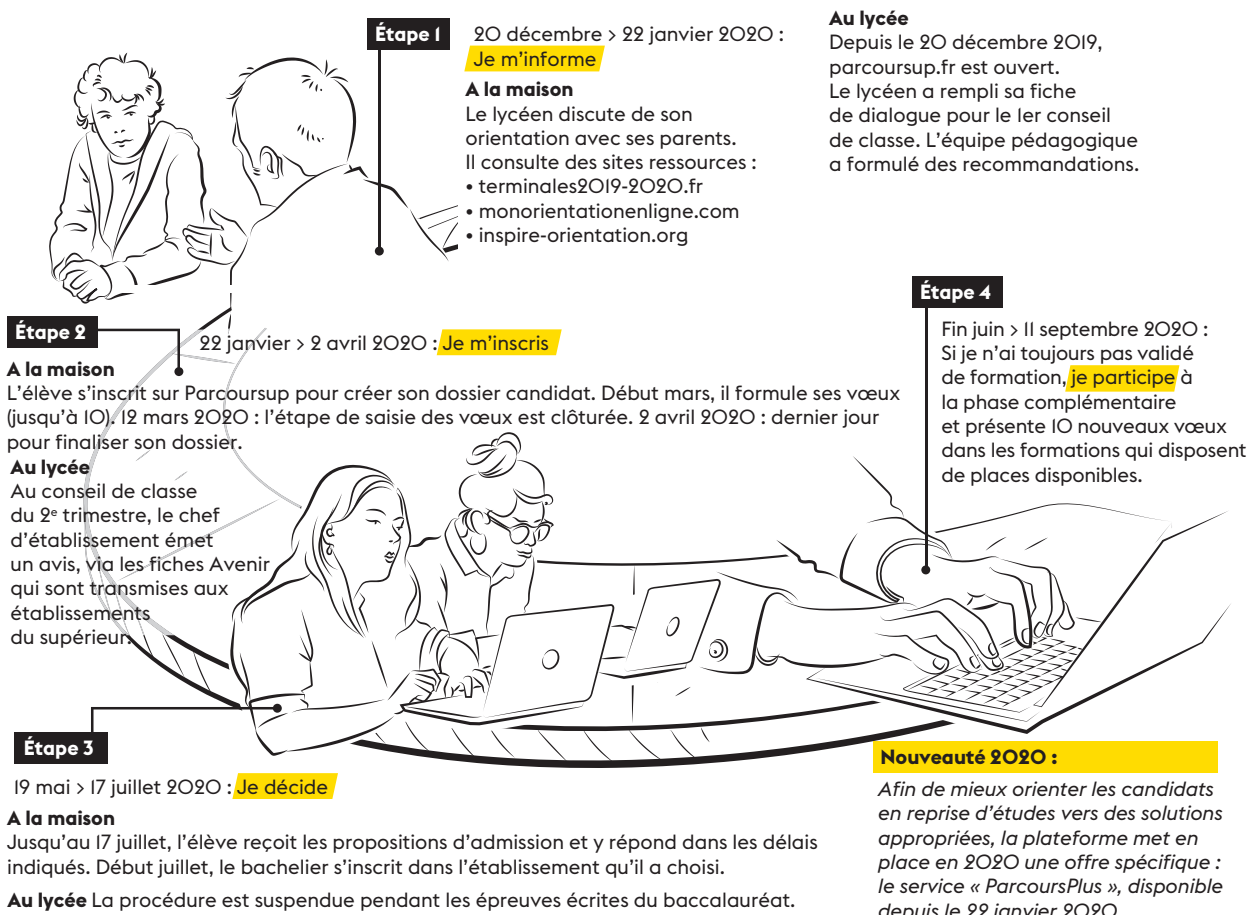 Étape 1
20 décembre > 22 janvier 2020 :
Je m'informe
A la maison
Le lycéen discute de son
orientation avec ses parents.
Il consulte des sites ressources :
• terminales2019-2020.fr
• monorientationenligne.com
• inspire-orientation.org
Au lycée
Depuis le 20 décembre 2019,
parcoursup.fr est ouvert.
Le lycéen a rempli sa fiche
de dialogue pour le 1er conseil
de classe. L'équipe pédagogique
a formulé des recommandations.
Étape 2
22 janvier > 2 avril 2020 : Je m'inscris
A la maison
L'élève s'inscrit sur Parcoursup pour créer son dossier candidat. Début mars, il formule ses vœux
(jusqu'à 10). 12 mars 2020 : l'étape de saisie des vœux est clôturée. 2 avril 2020 : dernier jour
pour finaliser son dossier.
Au lycée
Au conseil de classe
du 2e trimestre, le chef
d'établissement émet
un avis, via les fiches Avenir
qui sont transmises aux
établissements
du supérieur.
Étape 3
19 mai > 17 juillet 2020 : Je décide
A la maison
Jusqu'au 17 juillet, l'élève reçoit les propositions d'admission et y répond dans les délais
indiqués. Début juillet, le bachelier s'inscrit dans l'établissement qu'il a choisi.
Au lycée La procédure est suspendue pendant les épreuves écrites du baccalauréat.
Étape 4
Fin juin > 11 septembre 2020 :
Si je n'ai toujours pas validé
de formation, je participe à
la phase complémentaire
et présente 10 nouveaux vœux
dans les formations qui disposent
de places disponibles.
Nouveauté 2020 :
Afin de mieux orienter les candidats
en reprise d'études vers des solutions
appropriées, la plateforme met en
place en 2020 une offre spécifique :
le service « ParcoursPlus », disponible
depuis le 22 janvier 2020